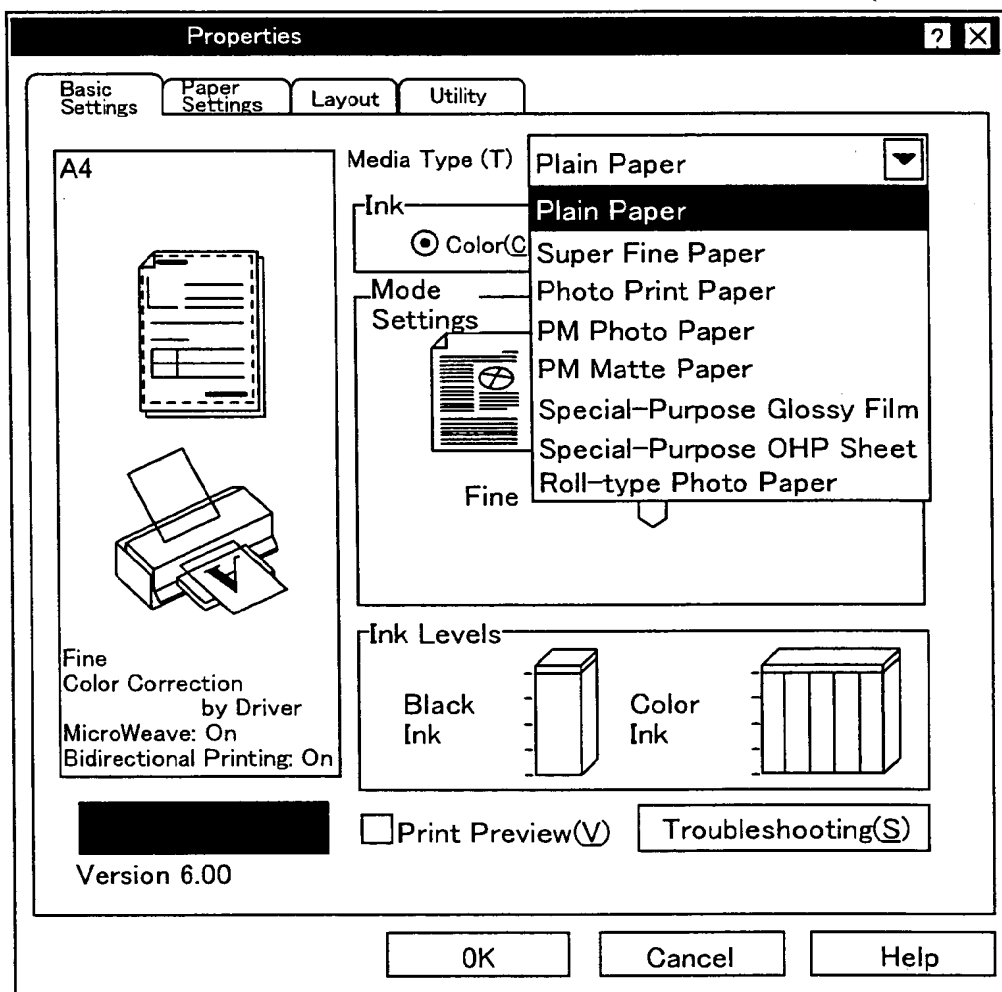 Properties
?
Basic Settings
Paper Settings
Layout
Utility
A4
Media Type (T)
Plain Paper
Plain Paper
Super Fine Paper
Photo Print Paper
PM Photo Paper
PM Matte Paper
Special-Purpose Glossy Film
Special-Purpose OHP Sheet
Roll-type Photo Paper
Ink
Color(C
Mode
Settings
Fine
Fine
Color Correction
by Driver
MicroWeave: On
Bidirectional Printing: On
Ink Levels
Black
Ink
Color
Ink
Print Preview(V)
Troubleshooting(S)
Version 6.00
OK
Cancel
Help